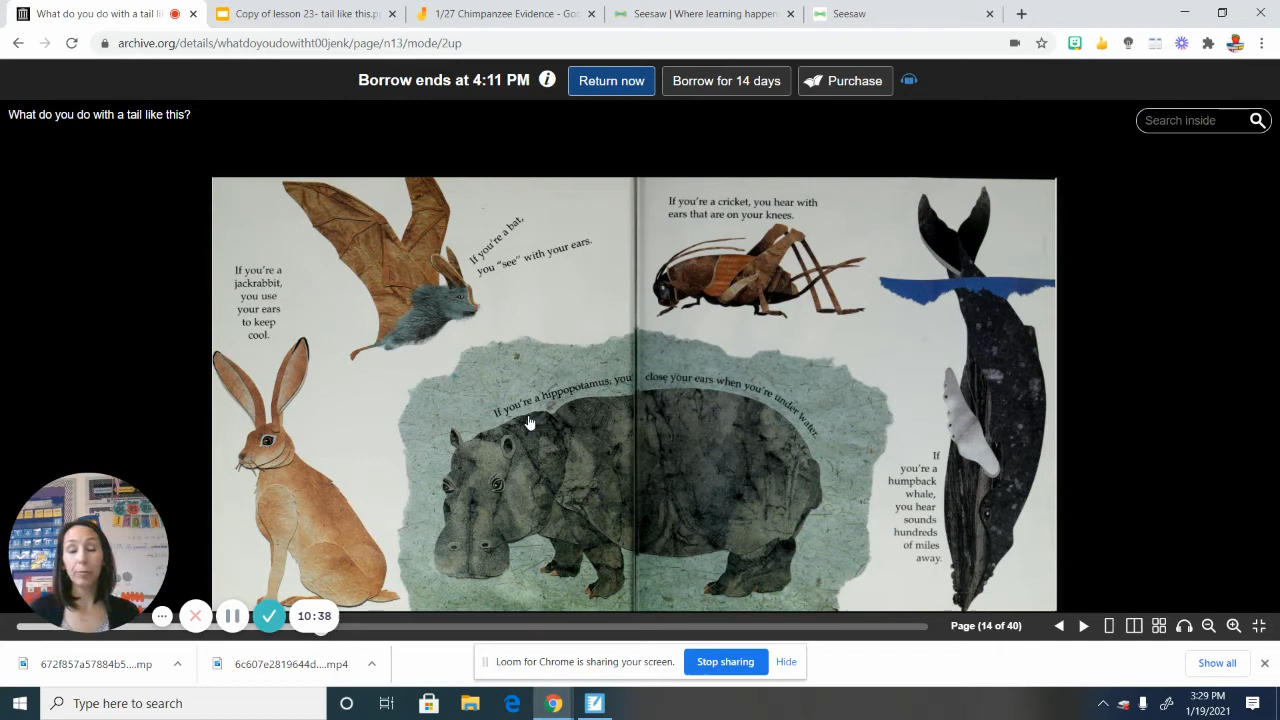 What do you do with a tail lik
Copy of lesson 23- tail like this.pp
1/27 Chimpanzee Evidence - Goo
Seesaw | Where learning happen
Seesaw
archive.org/details/whatdoyoudowitht00jenk/page/n13/mode/2up
Borrow ends at 4:11 PM
Return now
Borrow for 14 days
Purchase
What do you do with a tail like this?
Search inside
If you're a
jackrabbit,
you use
your ears
to keep
cool.
If you're a bat,
you "see" with your ears.
If you're a cricket, you hear with
ears that are on your knees.
If you're a hippopotamus, you close your ears when you're under water.
If
you're a
humpback
whale,
you hear
sounds
hundreds
of miles
away.
10:38
Page (14 of 40)
672f857a57884b5....mp
6c607e2819644d....mp4
Loom for Chrome is sharing your screen.
Stop sharing
Hide
Show all
Type here to search
3:29 PM
1/19/2021